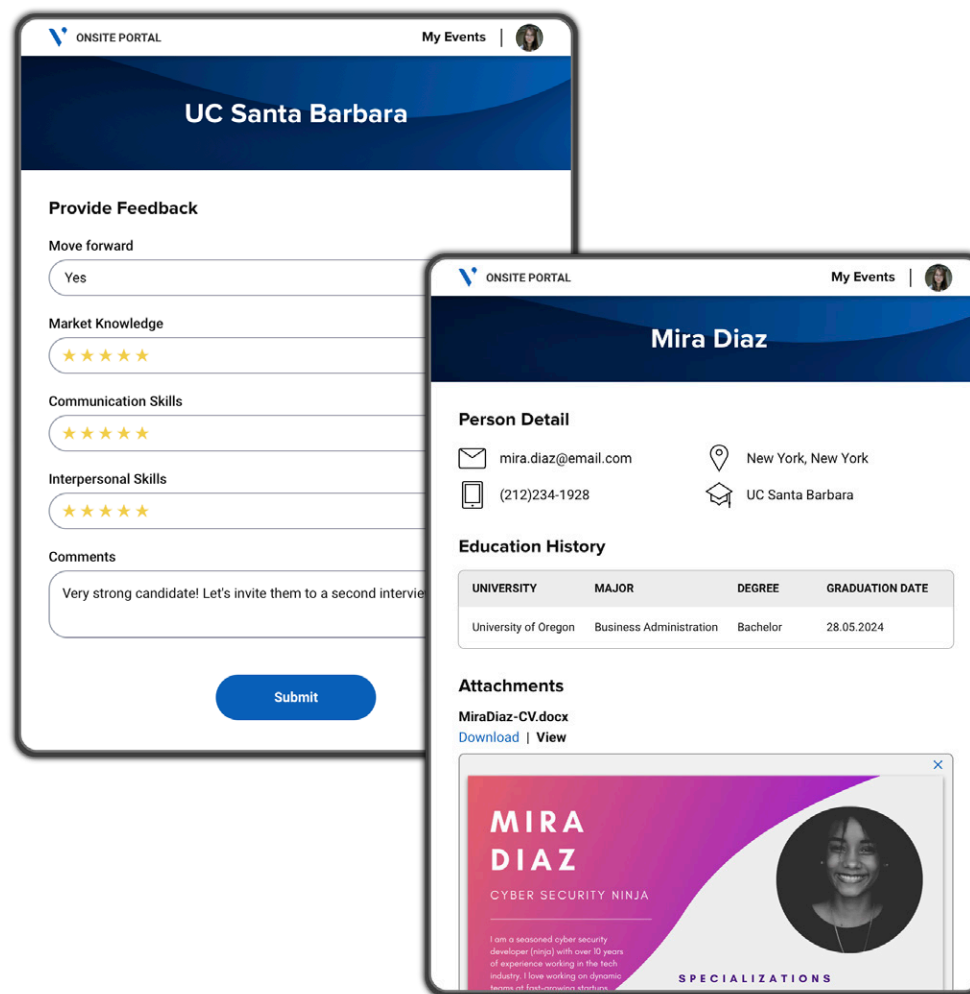 ONSITE PORTAL
My Events |
UC Santa Barbara
Provide Feedback
Move forward
Yes
Market Knowledge
Communication Skills
Interpersonal Skills
Comments
Very strong candidate! Let's invite them to a second
Submit
ONSITE PORTAL
My Events |
Mira Diaz
Person Detail
mira.diaz@email.com
New York, New York
(212)234-1928
UC Santa Barbara
Education History
UNIVERSITY MAJOR DEGREE GRADUATION DATE
University of Oregon Business Administration Bachelor 28.05.2024
Attachments
MiraDiaz-CV.docx
Download | View
MIRA
DIAZ
CYBER SECURITY NINJA
I am a seasoned cyber security
developer (ninja) with over 10 years
of experience working in the tech
industry. I love working on dynamic
teams at fast-growing startups
SPECIALIZATIONS